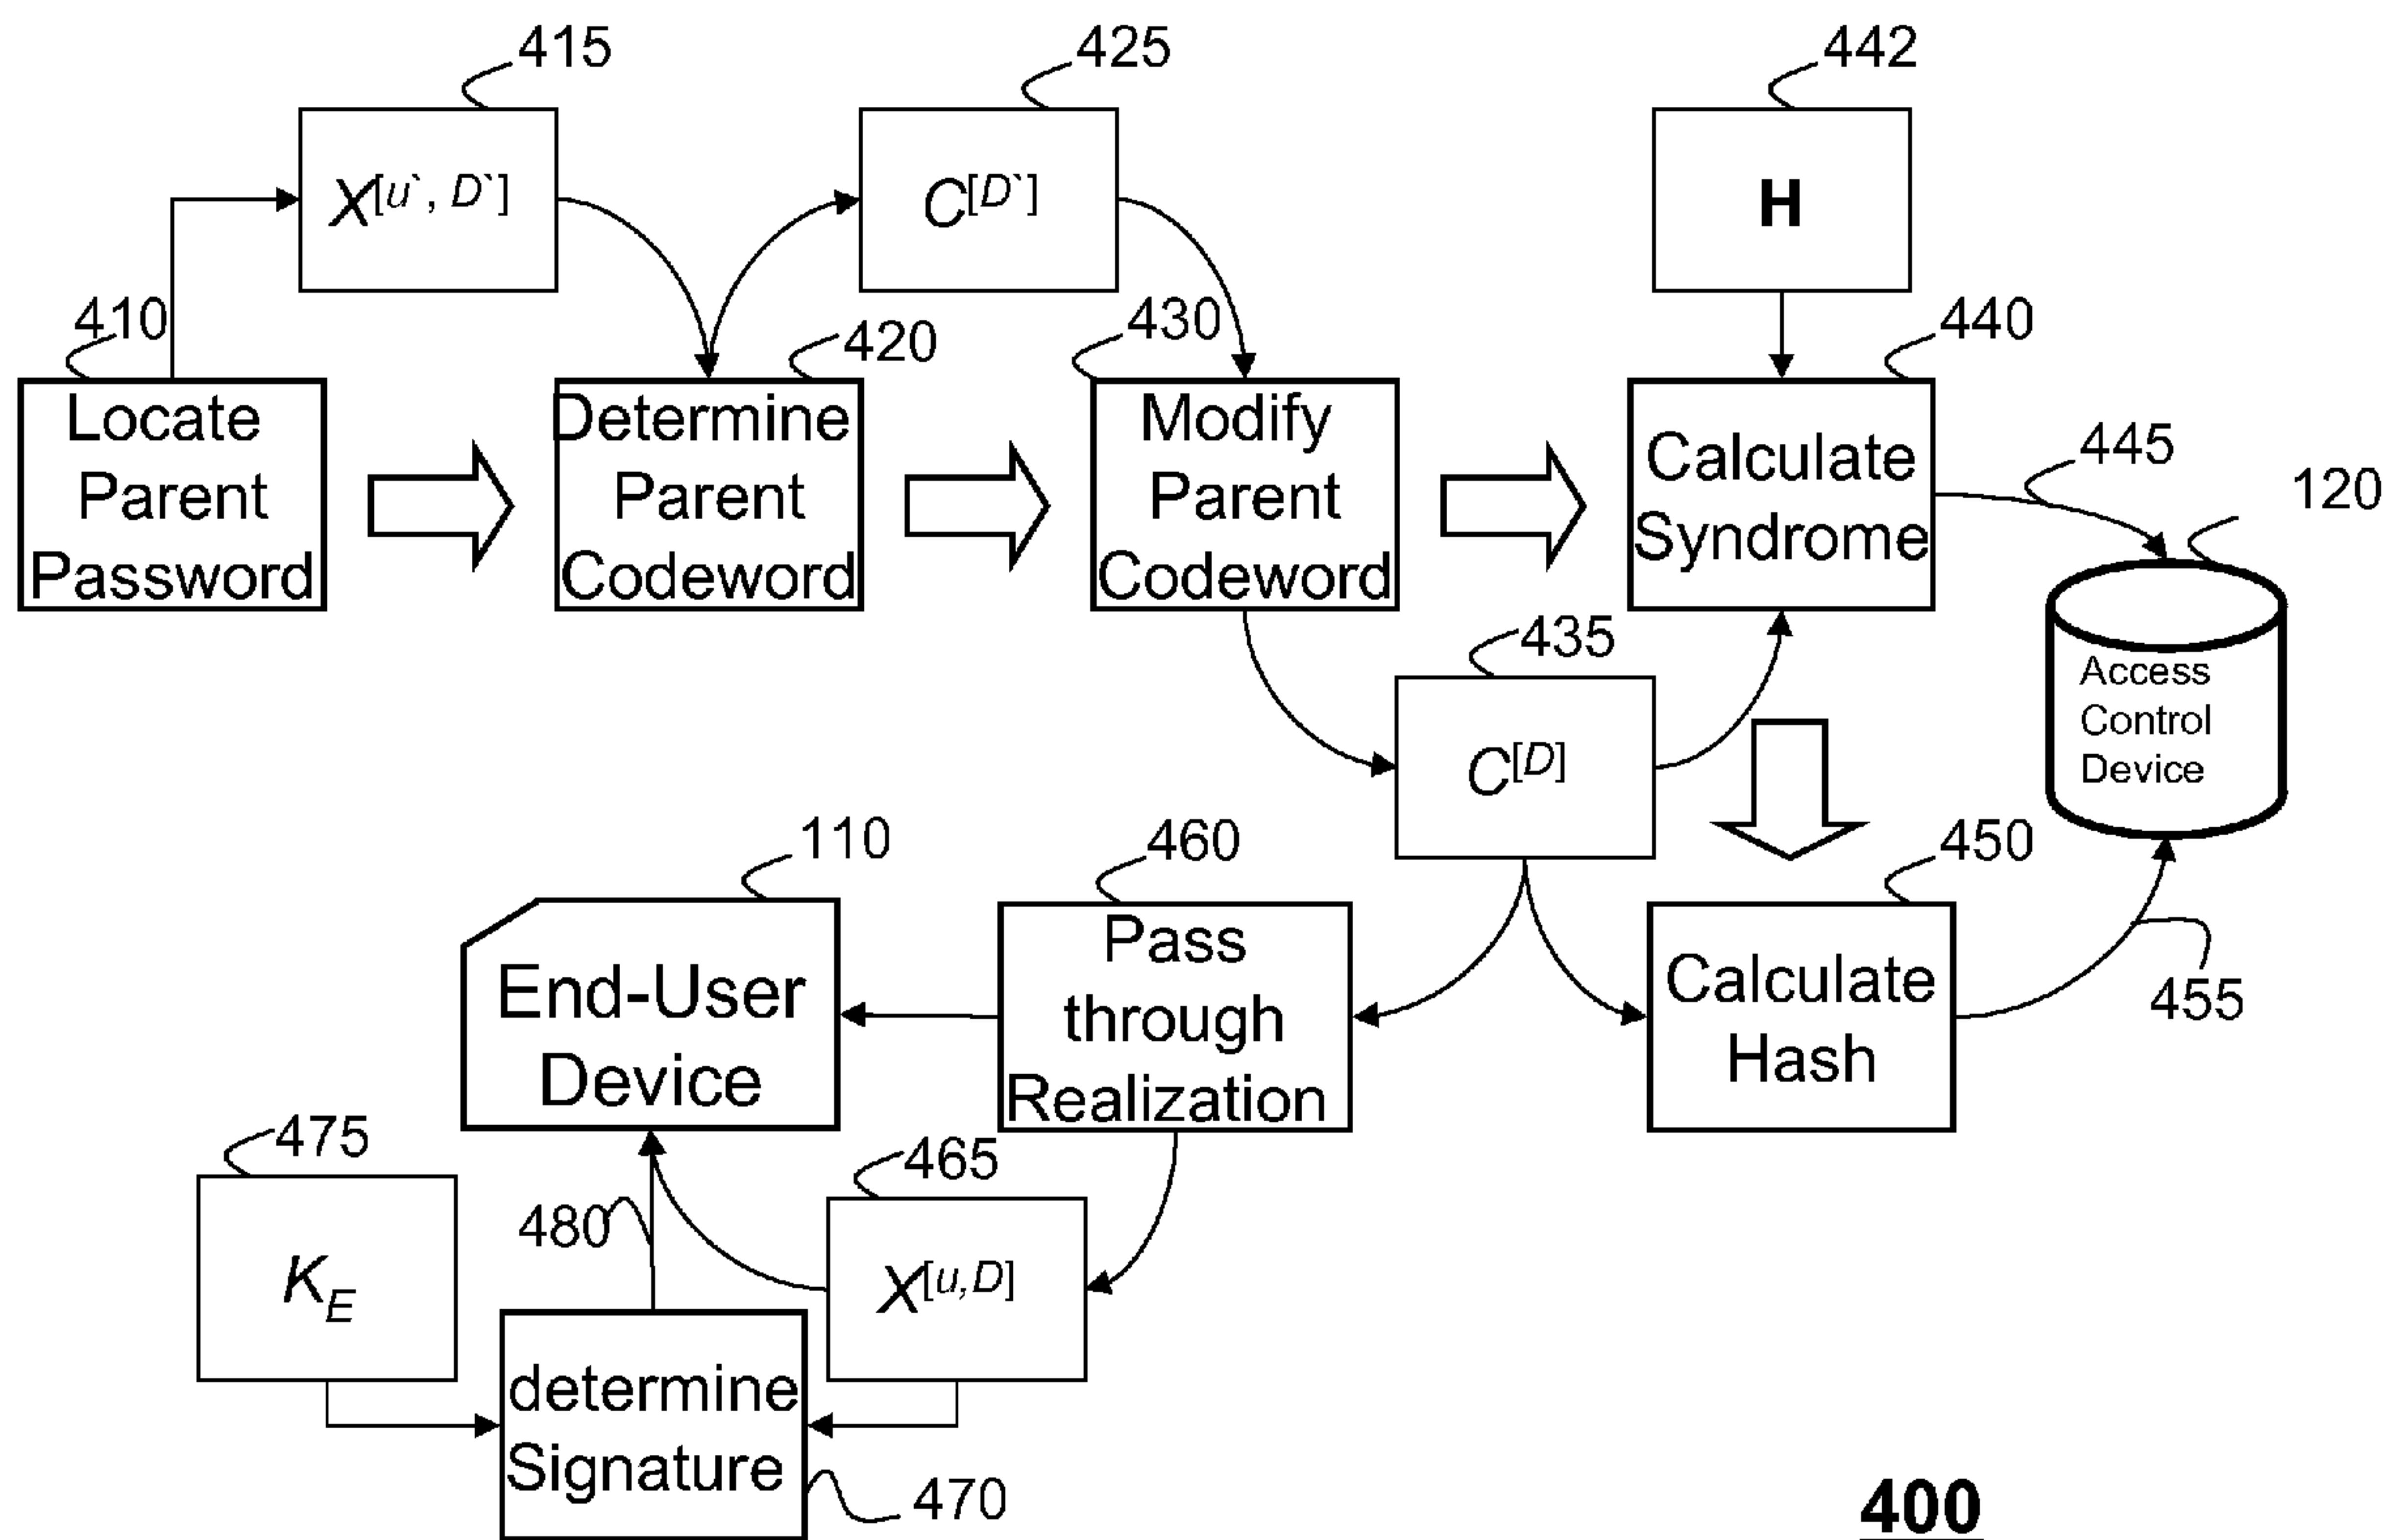 415
425
442
X[u`, D`]
C[D`]
H
410
420
430
440
Locate
Parent
Password
Determine
Parent
Codeword
Modify
Parent
Codeword
Calculate
Syndrome
445
120
435
Access
Control
Device
C[D]
110
460
450
End-User
Device
Pass
through
Realization
Calculate
Hash
455
475
465
480
KE
X[u,D]
determine
Signature
470
400